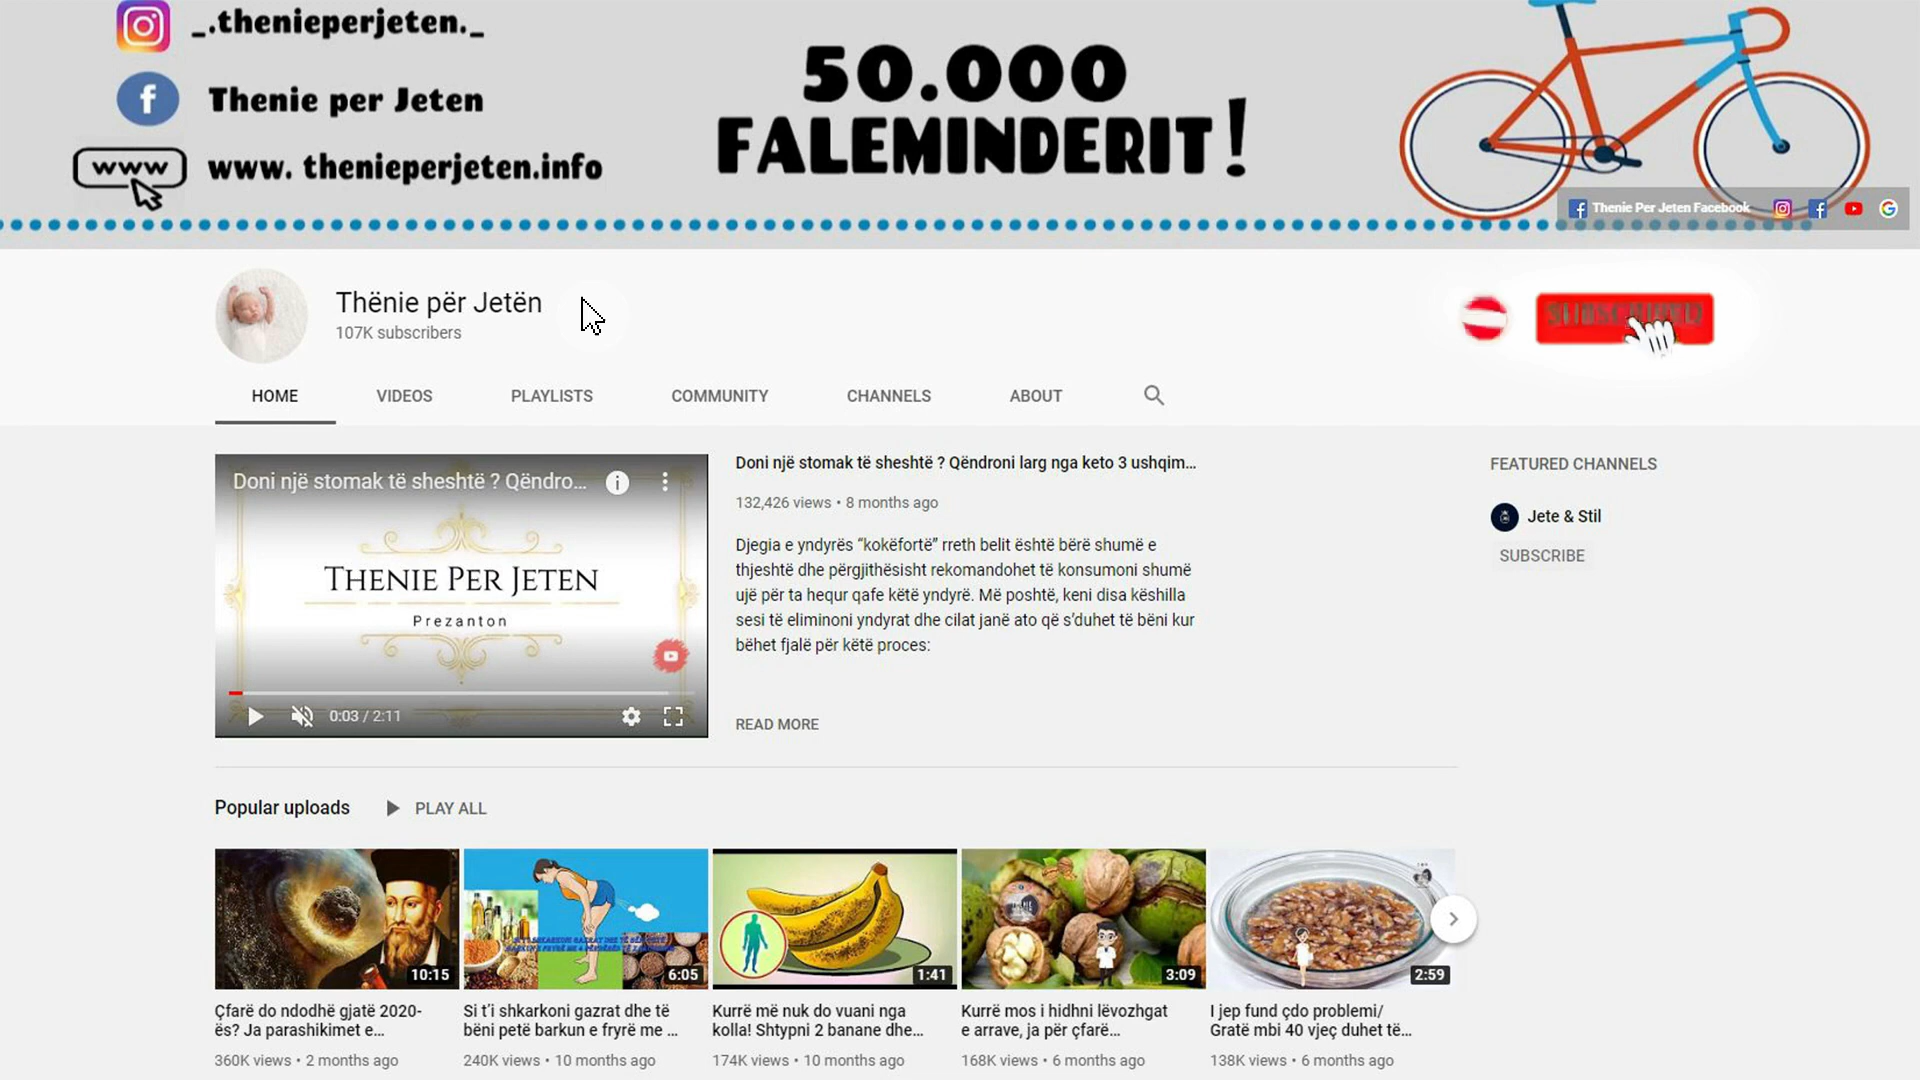 _.thenieperjeten._
Thenie per Jeten
www
www. thenieperjeten.info
50.000
FALEMINDERIT!
Thenie Per Jeten Facebook
Thënie për Jetën
107K subscribers
HOME
VIDEOS
PLAYLISTS
COMMUNITY
CHANNELS
ABOUT
Doni një stomak të sheshtë ? Qëndro...
THENIE PER JETEN
Prezanton
0:03 / 2:11
Doni një stomak të sheshtë ? Qëndroni larg nga keto 3 ushqim...
132,426 views • 8 months ago
Djegia e yndyrës “kokëfortë” rreth belit është bërë shumë e
thjeshtë dhe përgjithësisht rekomandohet të konsumoni shumë
ujë për ta hequr qafe këtë yndyrë. Më poshtë, keni disa këshilla
sesi të eliminoni yndyrat dhe cilat janë ato që s’duhet të bëni kur
bëhet fjalë për këtë proces:
READ MORE
FEATURED CHANNELS
Jete & Stil
SUBSCRIBE
Popular uploads
PLAY ALL
10:15
6:05
1:41
3:09
2:59
Çfarë do ndodhë gjatë 2020-
ës? Ja parashikimet e...
360K views • 2 months ago
Si t’i shkarkoni gazrat dhe të
bëni petë barkun e fryrë me ...
240K views • 10 months ago
Kurrë më nuk do vuani nga
kolla! Shtypni 2 banane dhe...
174K views • 10 months ago
Kurrë mos i hidhni lëvozhgat
e arrave, ja për çfarë...
168K views • 6 months ago
I jep fund çdo problemi/
Gratë mbi 40 vjeç duhet të...
138K views • 6 months ago